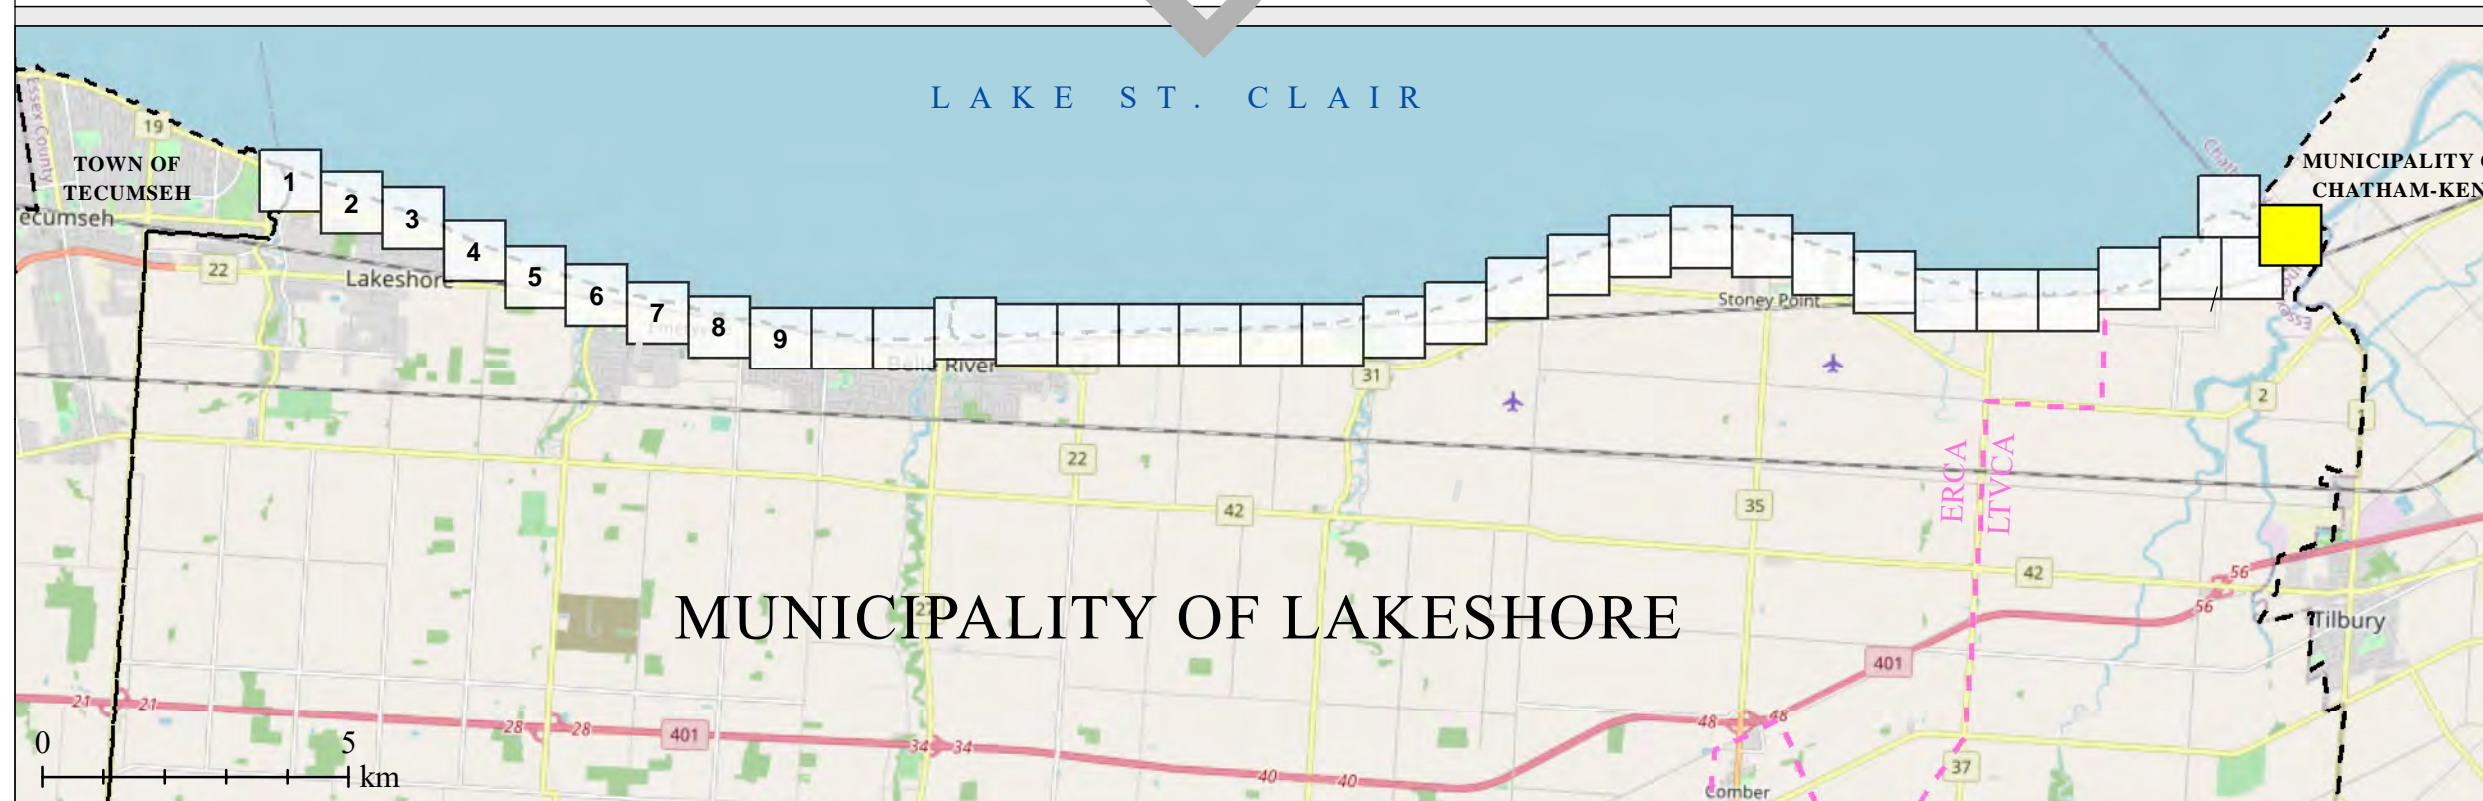 LAKE ST. CLAIR
Essex County
19
TOWN OF
TECUMSEH
ecumseh
22
Lakeshore
1
2
3
4
5
6
7
8
9
Belle River
31
22
42
35
Stoney Point
Chath
MUNICIPALITY
CHATHAM-KEN
Essex
2
1
ERCA
LTVCA
42
56
56
Tilbury
MUNICIPALITY OF LAKESHORE
401
21
21
28
28
401
34
34
40
40
48
48
37
Comber
0
5
km